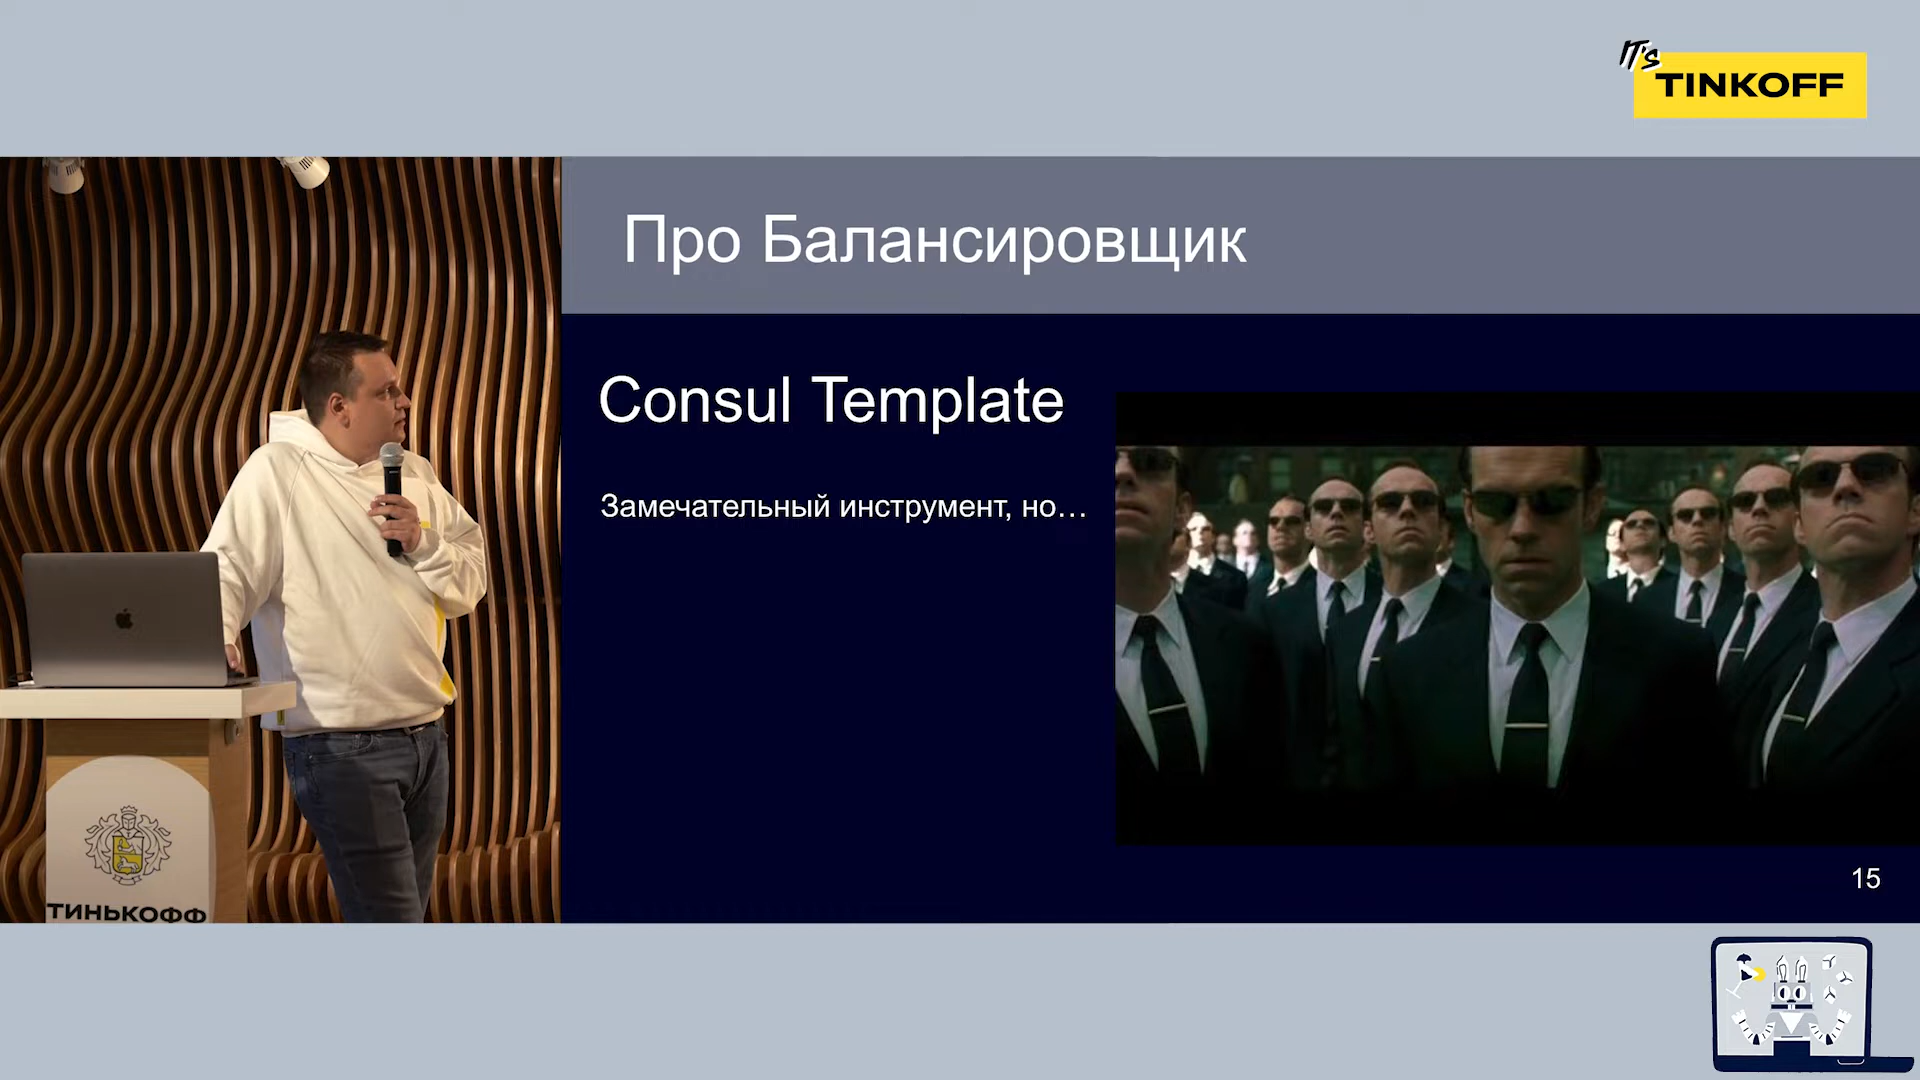 IT's
TINKOFF
Про Балансировщик
Consul Template
Замечательный инструмент, но...
15
ТИНЬКОФФ